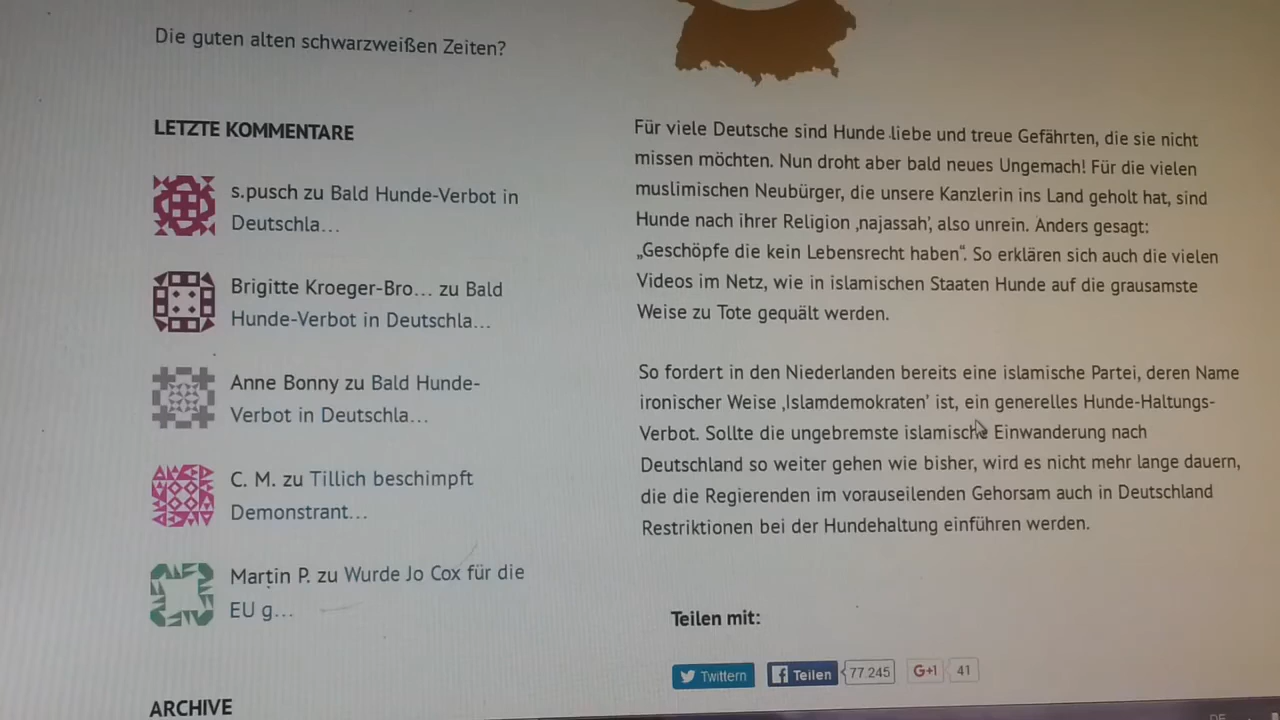 Die guten alten schwarzweißen Zeiten?
LETZTE KOMMENTARE
s.pusch zu Bald Hunde-Verbot in
Deutschla…
Brigitte Kroeger-Bro… zu Bald
Hunde-Verbot in Deutschla…
Anne Bonny zu Bald Hunde-
Verbot in Deutschla…
C. M. zu Tillich beschimpft
Demonstrant…
Martin P. zu Wurde Jo Cox für die
EU g…
ARCHIVE
Für viele Deutsche sind Hunde liebe und treue Gefährten, die sie nicht
missen möchten. Nun droht aber bald neues Ungemach! Für die vielen
muslimischen Neubürger, die unsere Kanzlerin ins Land geholt hat, sind
Hunde nach ihrer Religion ‚najassah’, also unrein. Anders gesagt:
„Geschöpfe die kein Lebensrecht haben“. So erklären sich auch die vielen
Videos im Netz, wie in islamischen Staaten Hunde auf die grausamste
Weise zu Tote gequält werden.
So fordert in den Niederlanden bereits eine islamische Partei, deren Name
ironischer Weise ‚Islamdemokraten’ ist, ein generelles Hunde-Haltungs-
Verbot. Sollte die ungebremste islamische Einwanderung nach
Deutschland so weiter gehen wie bisher, wird es nicht mehr lange dauern,
die die Regierenden im vorauseilenden Gehorsam auch in Deutschland
Restriktionen bei der Hundehaltung einführen werden.
Teilen mit:
Twittern
Teilen
77.245
G+1
41
DE